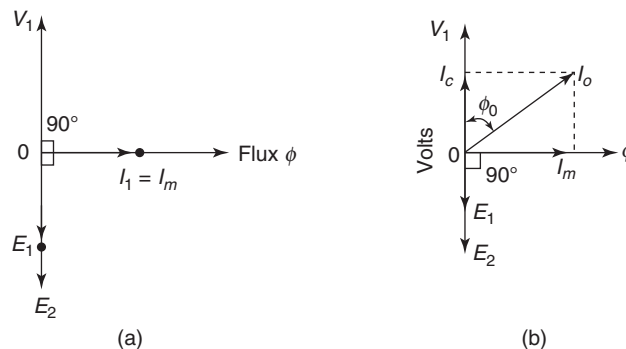 V1
90°
0
Flux ϕ
I1 = Im
E1
E2
(a)
V1
Ic
Io
ϕ0
Volts
0
Im
ϕ
90°
E1
E2
(b)